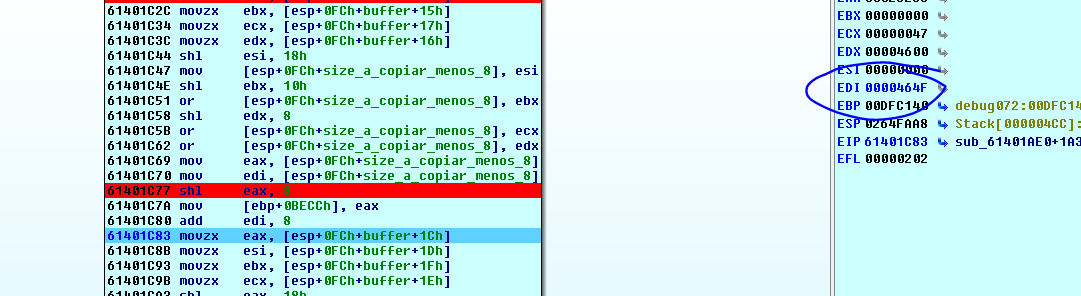 61401C2C movzx ebx, [esp+0FCh+buffer+15h]
61401C34 movzx ecx, [esp+0FCh+buffer+17h]
61401C3C movzx edx, [esp+0FCh+buffer+16h]
61401C44 shl esi, 18h
61401C47 mov [esp+0FCh+size_a_copiar_menos_8], esi
61401C4E shl ebx, 10h
61401C51 or [esp+0FCh+size_a_copiar_menos_8], ebx
61401C58 shl edx, 8
61401C5B or [esp+0FCh+size_a_copiar_menos_8], ecx
61401C62 or [esp+0FCh+size_a_copiar_menos_8], edx
61401C69 mov eax, [esp+0FCh+size_a_copiar_menos_8]
61401C70 mov edi, [esp+0FCh+size_a_copiar_menos_8]
61401C77 shl eax, 8
61401C7A mov [ebp+0BECCh], eax
61401C80 add edi, 8
61401C83 movzx eax, [esp+0FCh+buffer+1Ch]
61401C8B movzx esi, [esp+0FCh+buffer+1Dh]
61401C93 movzx ebx, [esp+0FCh+buffer+1Fh]
61401C9B movzx ecx, [esp+0FCh+buffer+1Eh]
61401CA3 shl eax, 18h
EBX 00000000
ECX 00000047
EDX 00004600
ESI 00000000
EDI 0000464F
EBP 00DFC140 debug072:00DFC14
ESP 0264FAA8 Stack[000004CC]:
EIP 61401C83 sub_61401AE0+1A3
EFL 00000202